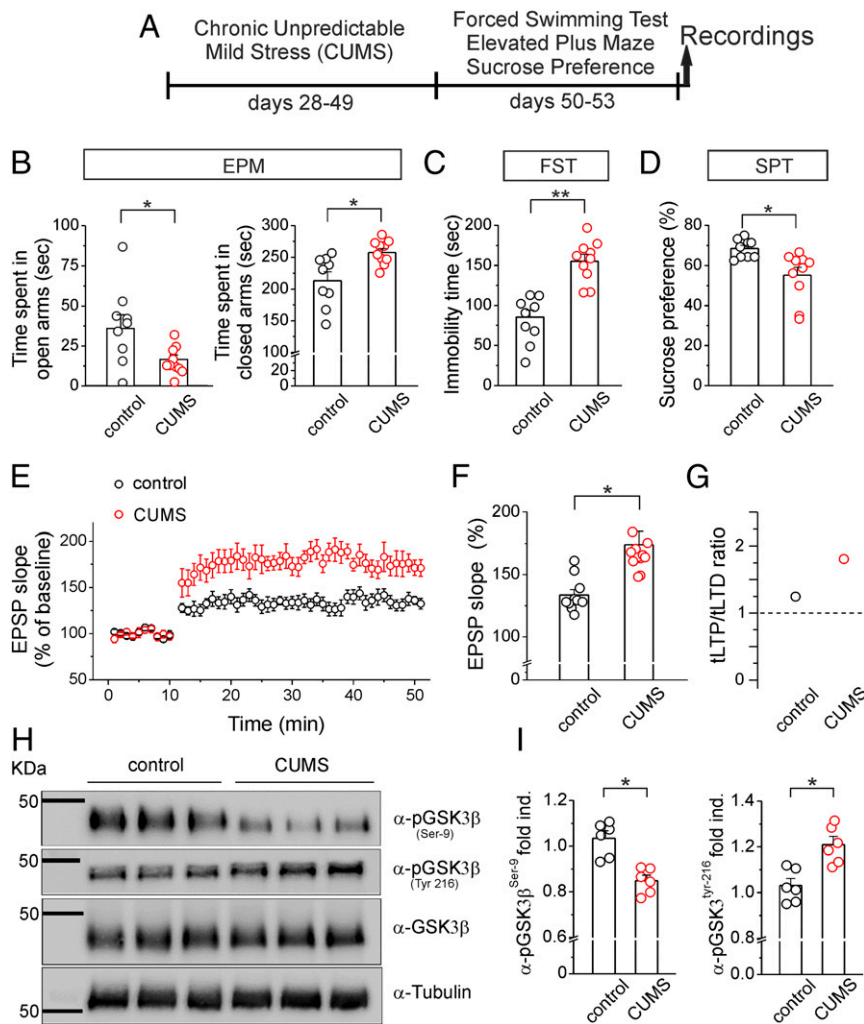 A
Chronic Unpredictable
Mild Stress (CUMS)
Forced Swimming Test
Elevated Plus Maze
Sucrose Preference
Recordings
days 28-49
days 50-53
B
EPM
Time spent in
open arms (sec)
100
75
50
25
0
*
control
CUMS
Time spent in
closed arms (sec)
300
250
200
150
100
20
0
*
control
CUMS
C
FST
Immobility time (sec)
250
200
150
100
50
0
**
control
CUMS
D
SPT
Sucrose preference (%)
80
60
40
20
0
*
control
CUMS
E
control
CUMS
EPSP slope
(% of baseline)
200
150
100
50
0
10
20
30
40
50
Time (min)
F
EPSP slope (%)
200
150
125
0
*
control
CUMS
G
tLTP/tLTD ratio
2
1
0
control
CUMS
H
KDa
control
CUMS
50
α-pGSK3β
(Ser-9)
50
α-pGSK3β
(Tyr 216)
50
α-GSK3β
50
α-Tubulin
I
α-pGSK3β Ser-9 fold ind.
1.2
1.0
0.8
0.0
*
control
CUMS
α-pGSK3 tyr-216 fold ind.
1.4
1.2
1.0
0.8
0.0
*
control
CUMS